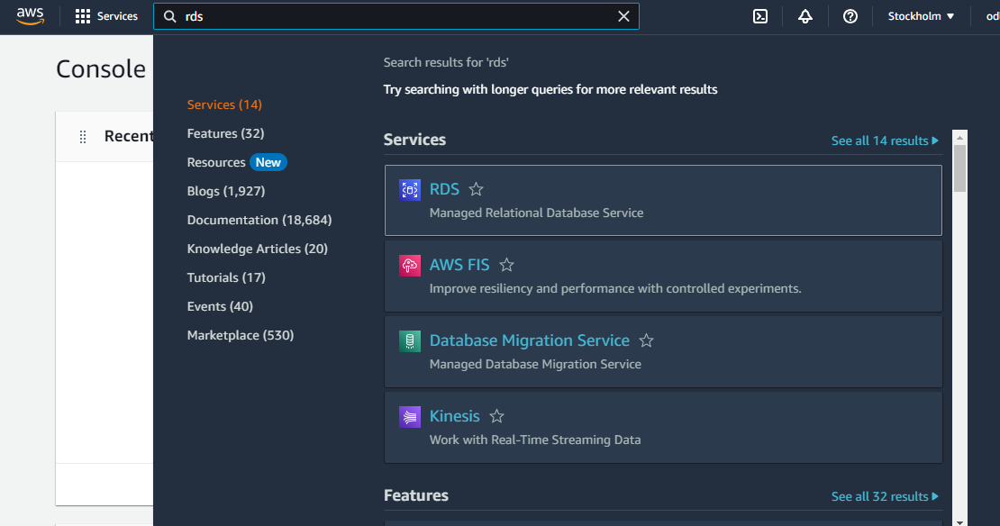 aws
Services
rds
Stockholm
Console
Recent
Search results for 'rds'
Try searching with longer queries for more relevant results
Services (14)
Features (32)
Resources New
Blogs (1,927)
Documentation (18,684)
Knowledge Articles (20)
Tutorials (17)
Events (40)
Marketplace (530)
Services
See all 14 results
RDS
Managed Relational Database Service
AWS FIS
Improve resiliency and performance with controlled experiments.
Database Migration Service
Managed Database Migration Service
Kinesis
Work with Real-Time Streaming Data
Features
See all 32 results